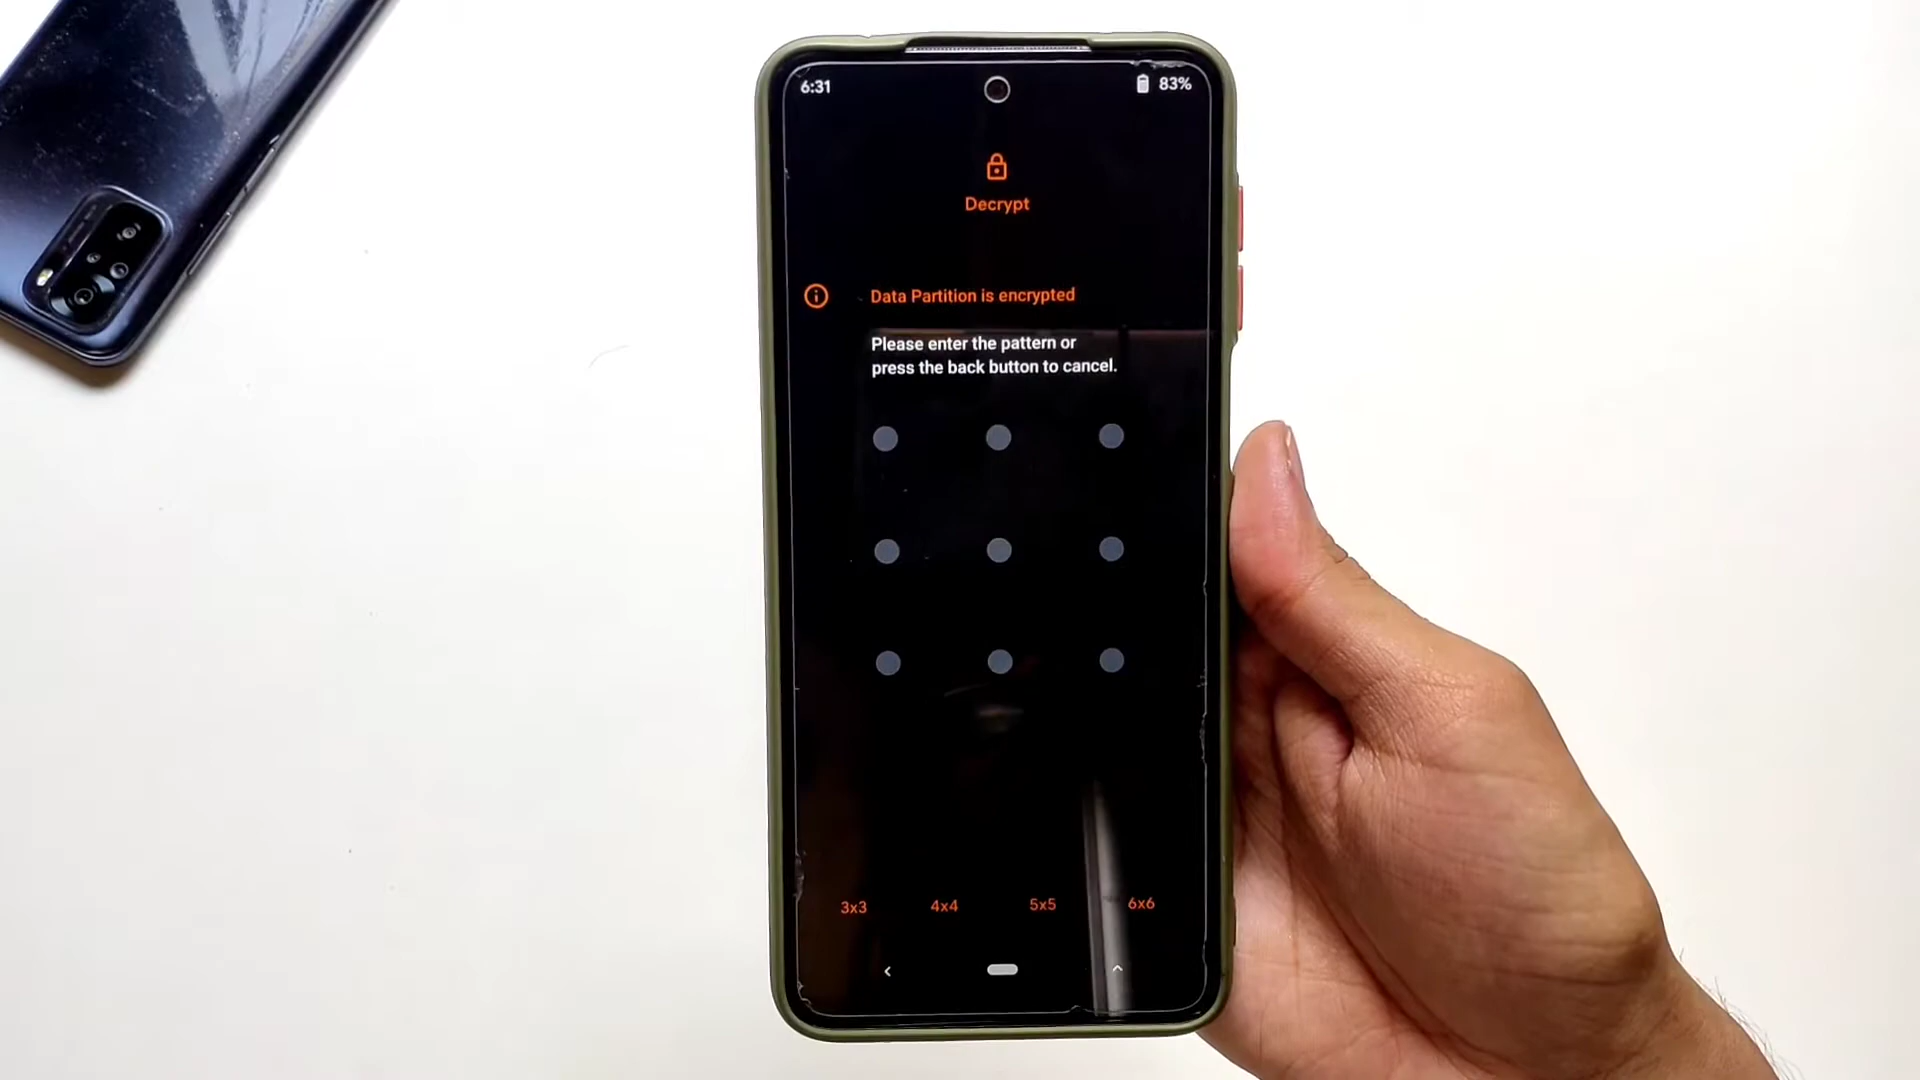 6:31
83%
Decrypt
Data Partition is encrypted
Please enter the pattern or
press the back button to cancel.
3x3 4x4 5x5 6x6